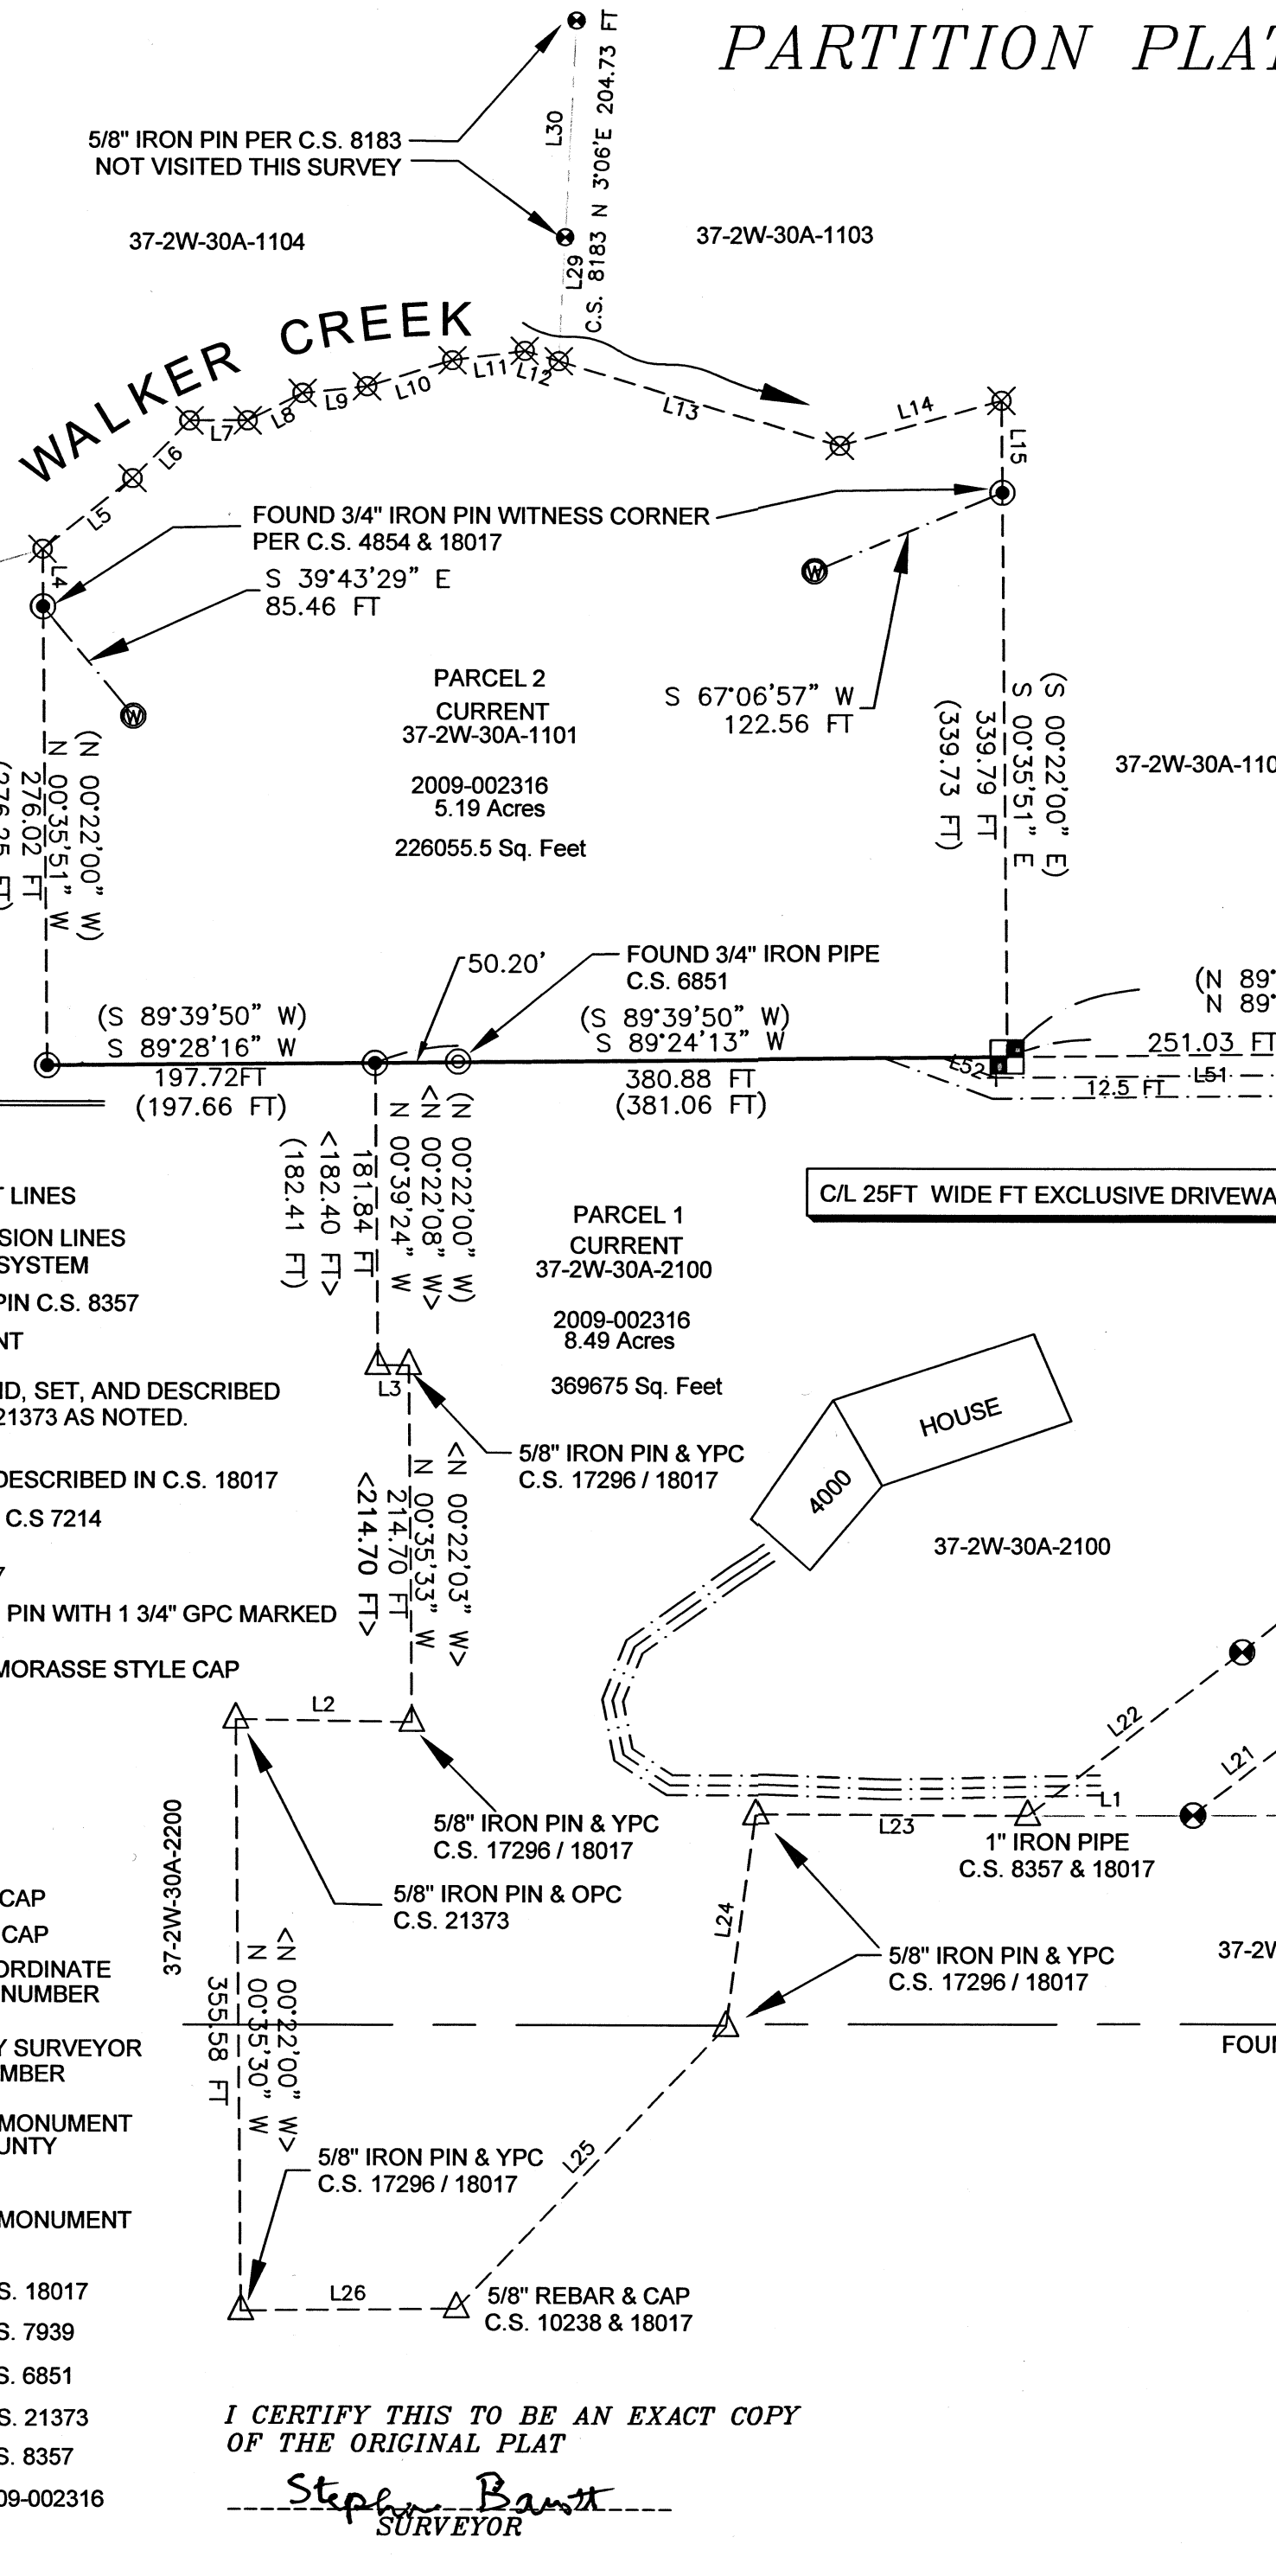 PARTITION PLAT
5/8" IRON PIN PER C.S. 8183
NOT VISITED THIS SURVEY
L30
C.S. 8183 N 3°06'E 204.73 FT
L29
37-2W-30A-1104
37-2W-30A-1103
WALKER CREEK
L4
L5
L6
L7
L8
L9
L10
L11
L12
L13
L14
L15
FOUND 3/4" IRON PIN WITNESS CORNER
PER C.S. 4854 & 18017
S 39°43'29" E
85.46 FT
W
W
S 67°06'57" W
122.56 FT
PARCEL 2
CURRENT
37-2W-30A-1101
2009-002316
5.19 Acres
226055.5 Sq. Feet
(N 00°22'00" W)
N 00°35'51" W
276.02 FT
(276.25 FT)
(S 00°22'00" E)
S 00°35'51" E
339.79 FT
(339.73 FT)
37-2W-30A-110
50.20'
FOUND 3/4" IRON PIPE
C.S. 6851
(S 89°39'50" W)
S 89°28'16" W
197.72FT
(197.66 FT)
(S 89°39'50" W)
S 89°24'13" W
380.88 FT
(381.06 FT)
(N 89°
N 89°
251.03 FT
L52
L51
12.5 FT
(N 00°22'00" W)
<N 00°22'08" W>
N 00°39'24" W
181.84 FT
<182.40 FT>
(182.41 FT)
C/L 25FT WIDE FT EXCLUSIVE DRIVEWA
T LINES
SION LINES
SYSTEM
PIN C.S. 8357
NT
ND, SET, AND DESCRIBED
21373 AS NOTED.
DESCRIBED IN C.S. 18017
C.S 7214
7
PIN WITH 1 3/4" GPC MARKED
MORASSE STYLE CAP
PARCEL 1
CURRENT
37-2W-30A-2100
2009-002316
8.49 Acres
369675 Sq. Feet
L3
5/8" IRON PIN & YPC
C.S. 17296 / 18017
<N 00°22'03" W>
N 00°35'33" W
214.70 FT
<214.70 FT>
HOUSE
4000
37-2W-30A-2100
L2
L22
L21
L1
L23
1" IRON PIPE
C.S. 8357 & 18017
5/8" IRON PIN & YPC
C.S. 17296 / 18017
5/8" IRON PIN & OPC
C.S. 21373
37-2W-30A-2200
L24
5/8" IRON PIN & YPC
C.S. 17296 / 18017
37-2W
CAP
CAP
ORDINATE
NUMBER
Y SURVEYOR
MBER
MONUMENT
UNTY
MONUMENT
<N 00°22'00" W>
N 00°35'30" W
355.58 FT
FOUN
L25
5/8" IRON PIN & YPC
C.S. 17296 / 18017
L26
5/8" REBAR & CAP
C.S. 10238 & 18017
S. 18017
S. 7939
S. 6851
S. 21373
S. 8357
09-002316
I CERTIFY THIS TO BE AN EXACT COPY
OF THE ORIGINAL PLAT
SURVEYOR